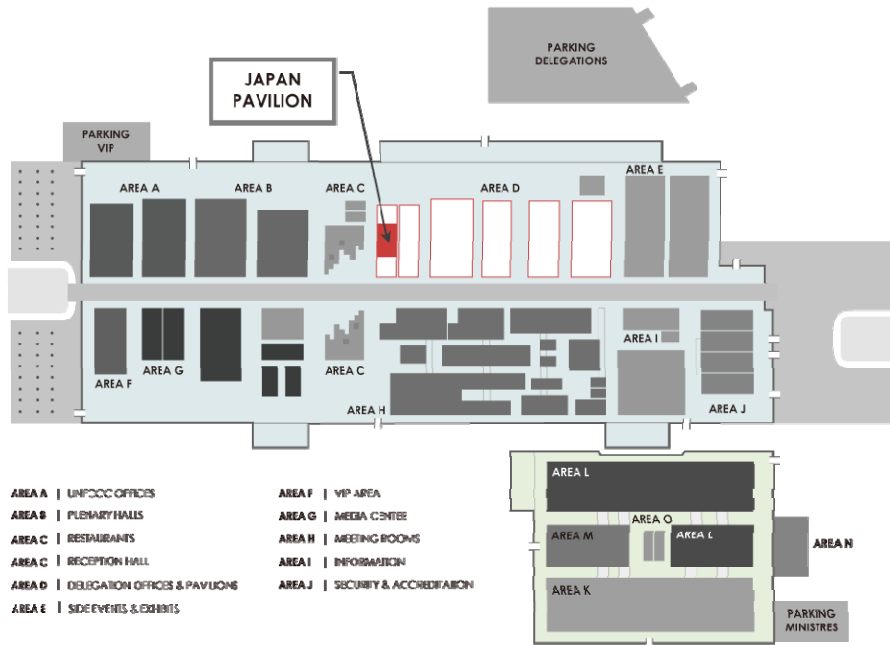 PARKING
DELEGATIONS
JAPAN
PAVILION
PARKING
VIP
AREA A
AREA B
AREA C
AREA D
AREA E
AREA F
AREA G
AREA C
AREA H
AREA I
AREA J
AREA L
AREA O
AREA M
AREA L
AREA N
AREA K
PARKING
MINISTRES
AREA A | UNFCCC OFFICES
AREA B | PLENARY HALLS
AREA C | RESTAURANTS
AREA C | RECEPTION HALL
AREA D | DELEGATION OFFICES & PAVILIONS
AREA E | SIDE EVENTS & EXHIBITS
AREA F | VIP AREA
AREA G | MEDIA CENTER
AREA H | MEETING ROOMS
AREA I | INFORMATION
AREA J | SECURITY & ACCREDITATION